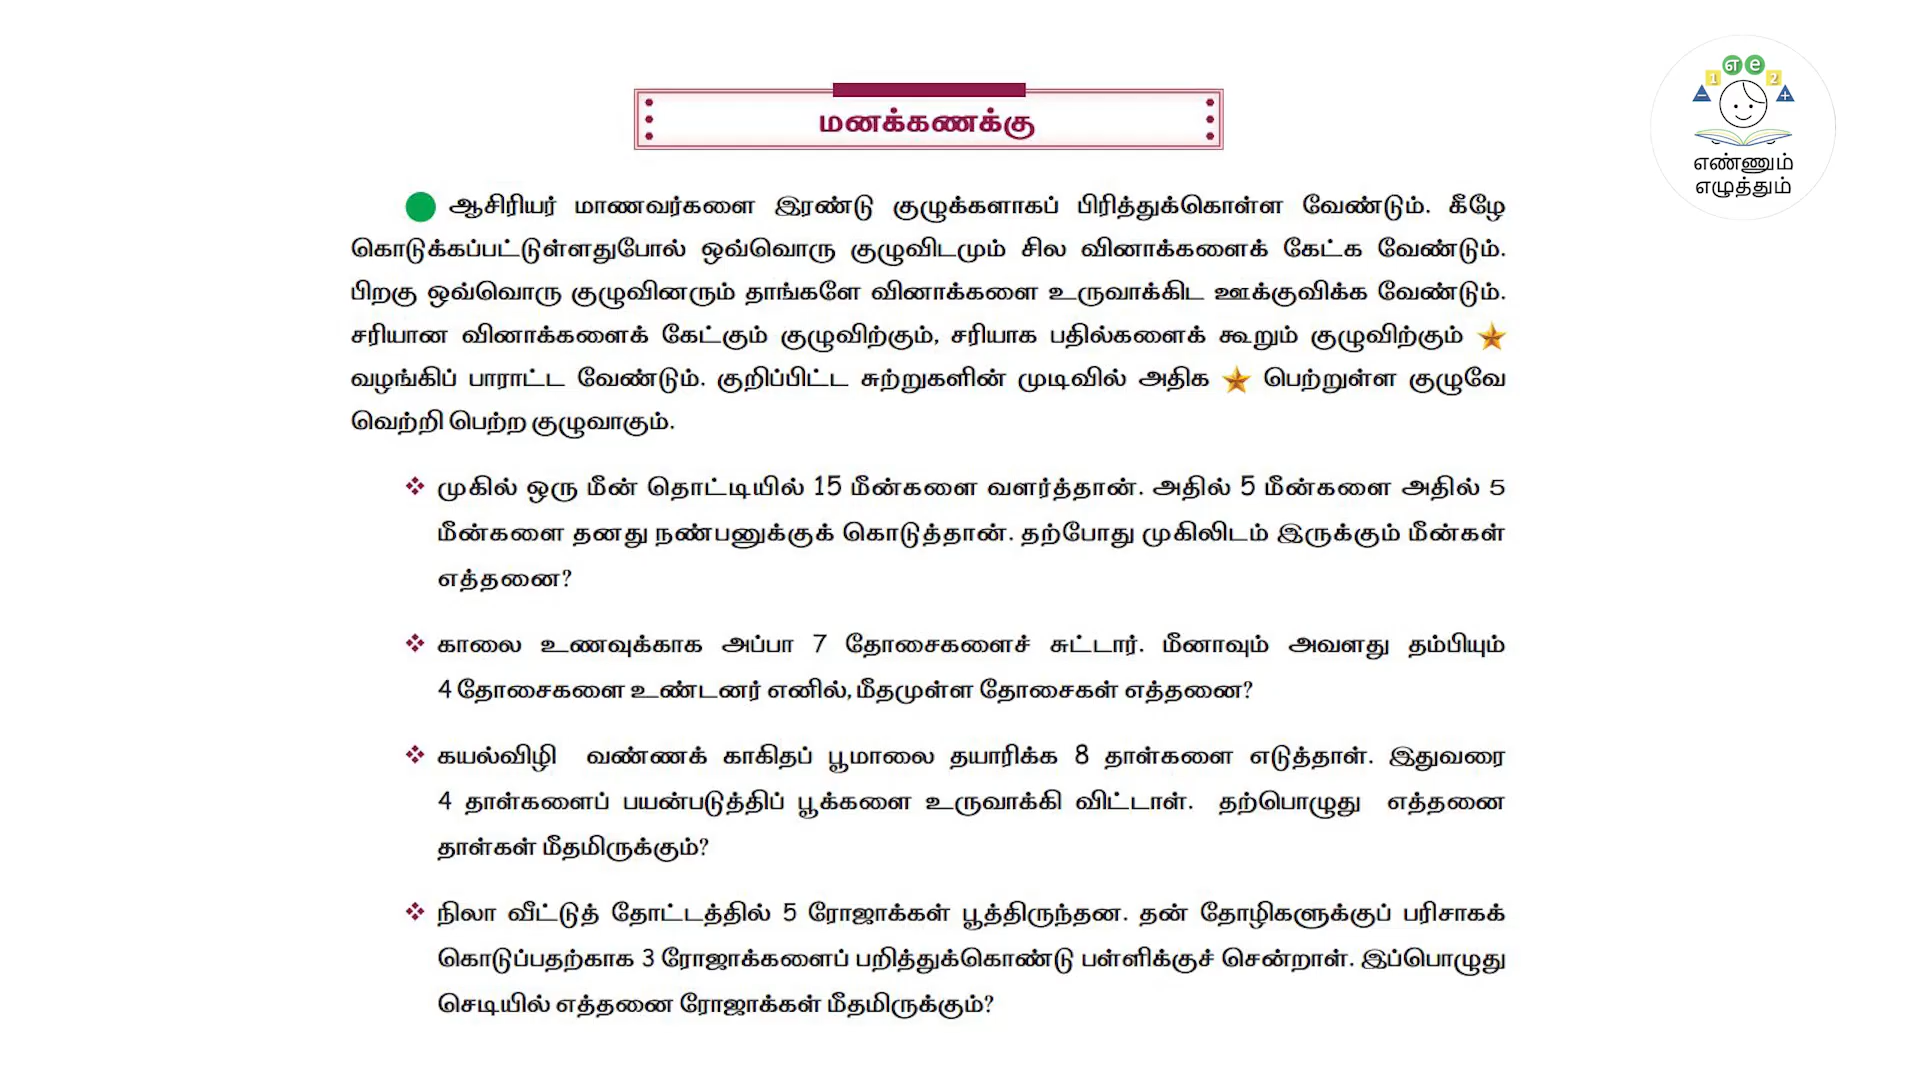 மனக்கணக்கு
1 எ e 2
− +
எண்ணும்
எழுத்தும்
ஆசிரியர் மாணவர்களை இரண்டு குழுக்களாகப் பிரித்துக்கொள்ள வேண்டும். கீழே
கொடுக்கப்பட்டுள்ளதுபோல் ஒவ்வொரு குழுவிடமும் சில வினாக்களைக் கேட்க வேண்டும்.
பிறகு ஒவ்வொரு குழுவினரும் தாங்களே வினாக்களை உருவாக்கிட ஊக்குவிக்க வேண்டும்.
சரியான வினாக்களைக் கேட்கும் குழுவிற்கும், சரியாக பதில்களைக் கூறும் குழுவிற்கும்
வழங்கிப் பாராட்ட வேண்டும். குறிப்பிட்ட சுற்றுகளின் முடிவில் அதிக பெற்றுள்ள குழுவே
வெற்றி பெற்ற குழுவாகும்.
முகில் ஒரு மீன் தொட்டியில் 15 மீன்களை வளர்த்தான். அதில் 5 மீன்களை அதில் 5
மீன்களை தனது நண்பனுக்குக் கொடுத்தான். தற்போது முகிலிடம் இருக்கும் மீன்கள்
எத்தனை?
காலை உணவுக்காக அப்பா 7 தோசைகளைச் சுட்டார். மீனாவும் அவளது தம்பியும்
4 தோசைகளை உண்டனர் எனில், மீதமுள்ள தோசைகள் எத்தனை?
கயல்விழி வண்ணக் காகிதப் பூமாலை தயாரிக்க 8 தாள்களை எடுத்தாள். இதுவரை
4 தாள்களைப் பயன்படுத்திப் பூக்களை உருவாக்கி விட்டாள். தற்பொழுது எத்தனை
தாள்கள் மீதமிருக்கும்?
நிலா வீட்டுத் தோட்டத்தில் 5 ரோஜாக்கள் பூத்திருந்தன. தன் தோழிகளுக்குப் பரிசாகக்
கொடுப்பதற்காக 3 ரோஜாக்களைப் பறித்துக்கொண்டு பள்ளிக்குச் சென்றாள். இப்பொழுது
செடியில் எத்தனை ரோஜாக்கள் மீதமிருக்கும்?